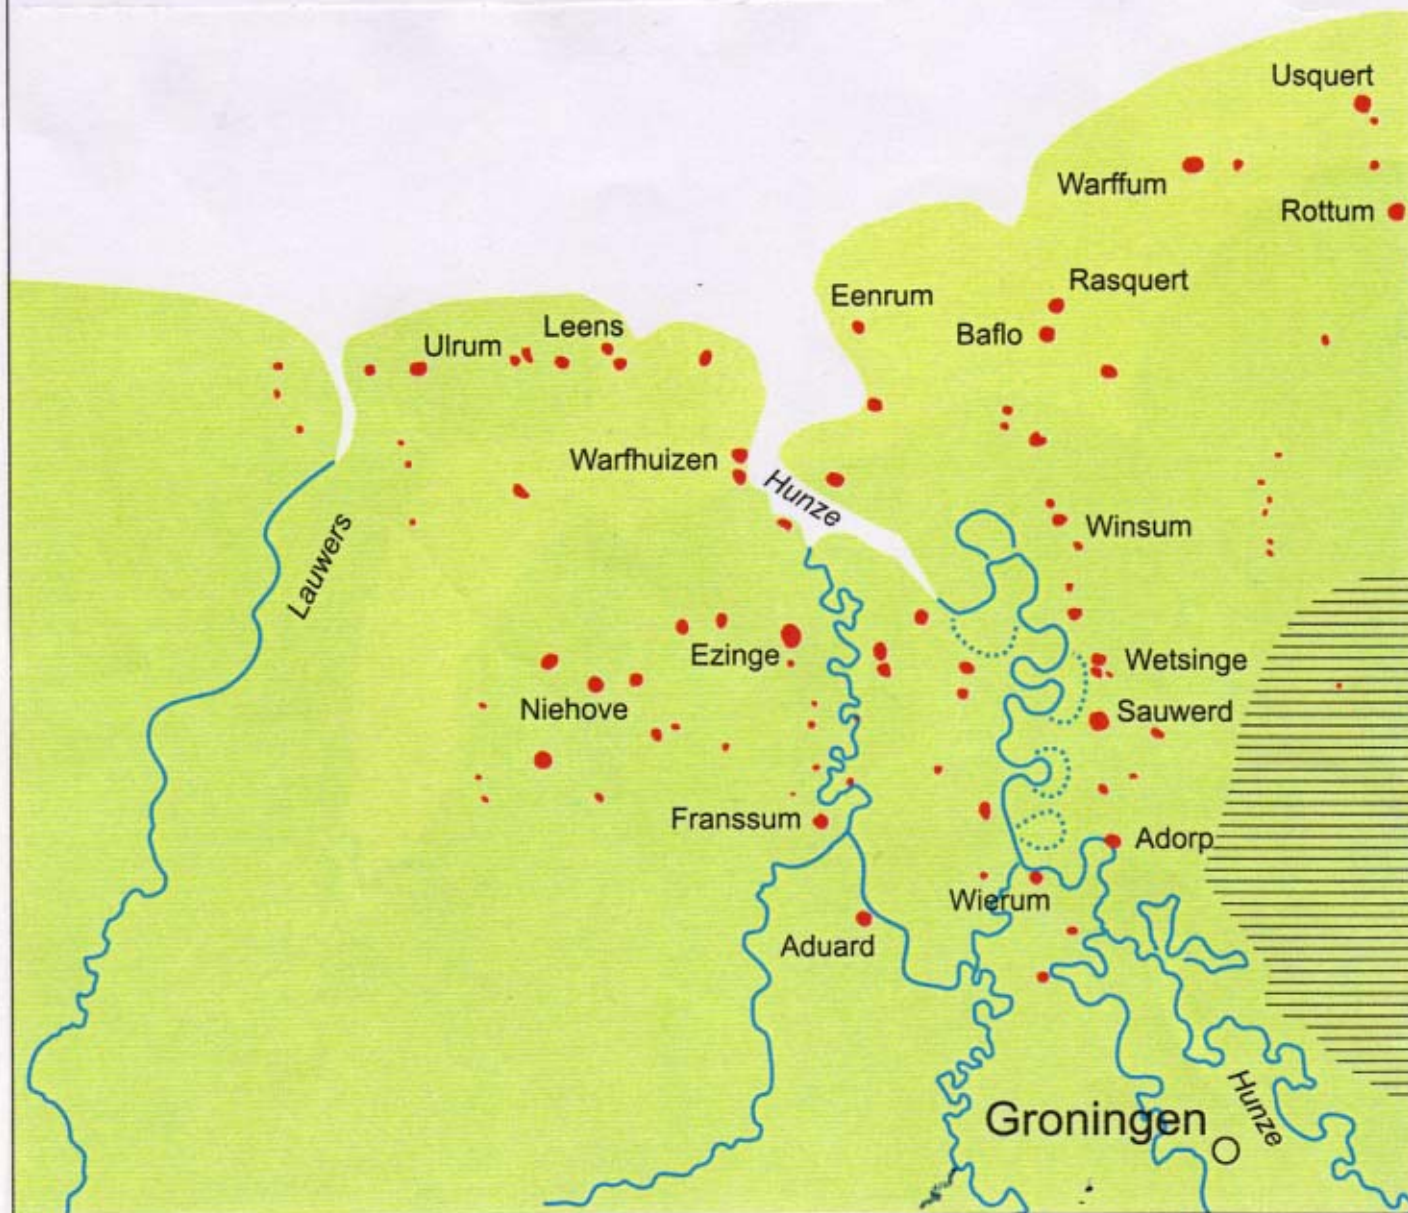 Usquert
Warffum
Rottum
Rasquert
Eenrum
Baflo
Leens
Ulrum
Warfhuizen
Hunze
Winsum
Lauwers
Ezinge
Wetsinge
Niehove
Sauwerd
Franssum
Adorp
Wierum
Aduard
Hunze
Groningen